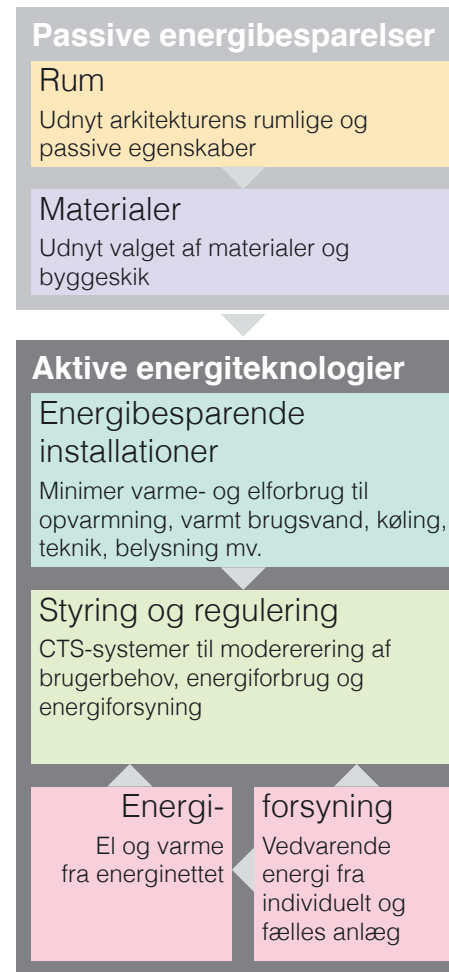 Passive energibesparelser
Rum
Udnyt arkitekturens rumlige og
passive egenskaber
Materialer
Udnyt valget af materialer og
byggeskik
Aktive energiteknologier
Energibesparende
installationer
Minimer varme- og elforbrug til
opvarmning, varmt brugsvand, køling,
teknik, belysning mv.
Styring og regulering
CTS-systemer til modererering af
brugerbehov, energiforbrug og
energiforsyning
Energi-
El og varme
fra energinettet
forsyning
Vedvarende
energi fra
individuelt og
fælles anlæg